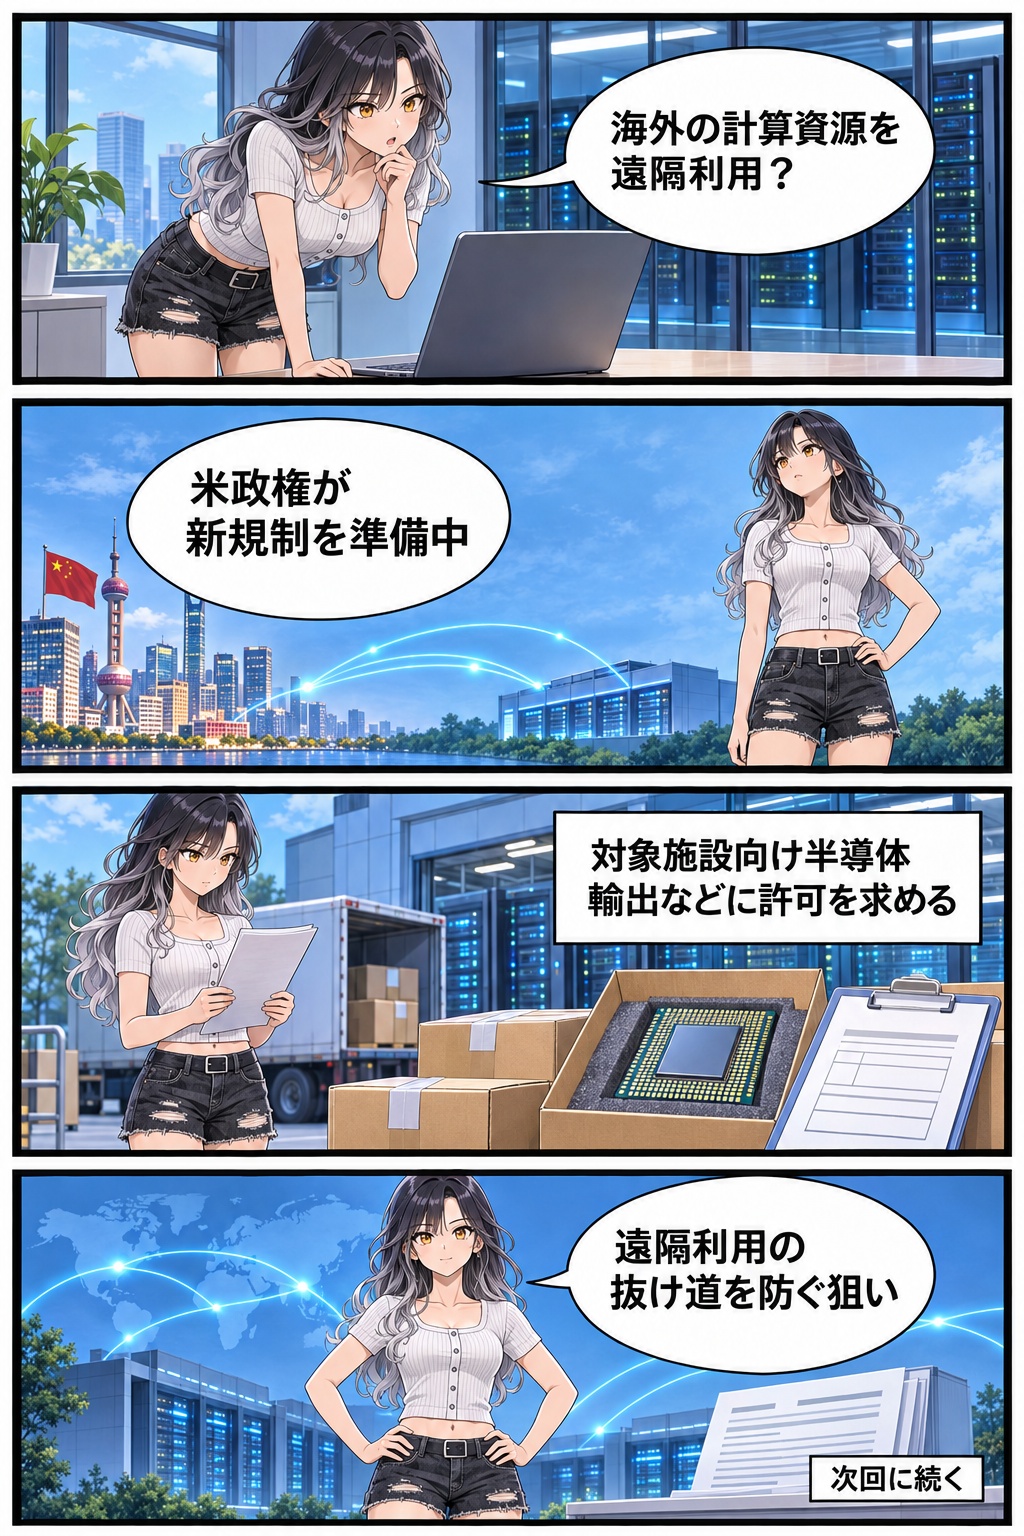 海外の計算資源を
遠隔利用？
米政権が
新規制を準備中
対象施設向け半導体
輸出などに許可を求める
遠隔利用の
抜け道を防ぐ狙い
次回に続く